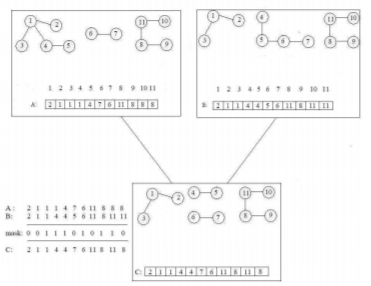 1 2 11 10
6 7
3 4 5 8 9
1 2 3 4 5 6 7 8 9 10 11
A: 2 1 1 1 4 7 6 11 8 8 8
1 2 4 11 10
3 5 6 7 8 9
1 2 3 4 5 6 7 8 9 10 11
B: 2 1 1 4 4 5 6 11 8 11 11
A : 2 1 1 1 4 7 6 11 8 8 8
B: 2 1 1 4 4 5 6 11 8 11 11
mask: 0 0 1 1 1 0 1 0 1 1 0
C: 2 1 1 4 4 7 6 11 8 11 8
1 2 4 5 11 10
3 6 7 8 9
C: 2 1 1 4 4 7 6 11 8 11 8